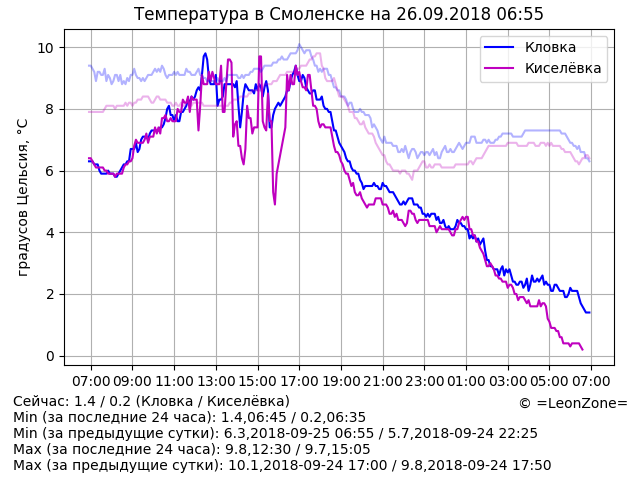 Температура в Смоленске на 26.09.2018 06:55
Кловка
Киселёвка
градусов Цельсия, °C
10
8
6
4
2
0
07:00 09:00 11:00 13:00 15:00 17:00 19:00 21:00 23:00 01:00 03:00 05:00 07:00
Сейчас: 1.4 / 0.2 (Кловка / Киселёвка)
© =LeonZone=
Min (за последние 24 часа): 1.4,06:45 / 0.2,06:35
Min (за предыдущие сутки): 6.3,2018-09-25 06:55 / 5.7,2018-09-24 22:25
Max (за последние 24 часа): 9.8,12:30 / 9.7,15:05
Max (за предыдущие сутки): 10.1,2018-09-24 17:00 / 9.8,2018-09-24 17:50